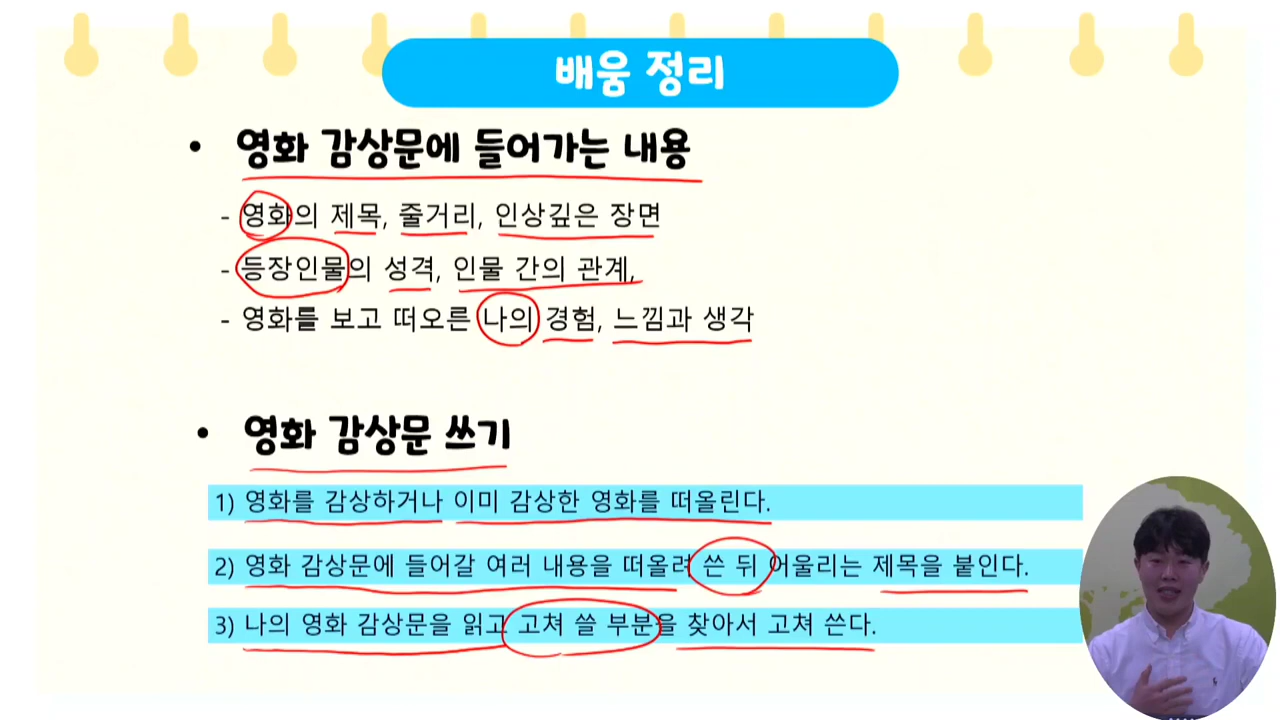 배움 정리
• 영화 감상문에 들어가는 내용
- 영화의 제목, 줄거리, 인상깊은 장면
- 등장인물의 성격, 인물 간의 관계,
- 영화를 보고 떠오른 나의 경험, 느낌과 생각
• 영화 감상문 쓰기
1) 영화를 감상하거나 이미 감상한 영화를 떠올린다.
2) 영화 감상문에 들어갈 여러 내용을 떠올려 쓴 뒤 어울리는 제목을 붙인다.
3) 나의 영화 감상문을 읽고 고쳐 쓸 부분을 찾아서 고쳐 쓴다.